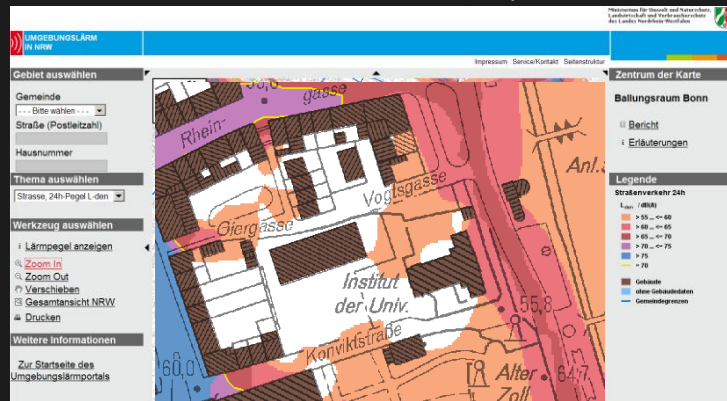 Ministerium für Umwelt und Naturschutz,
Landwirtschaft und Verbraucherschutz
des Landes Nordrhein-Westfalen
UMGEBUNGSLÄRM
IN NRW
Impressum Service/Kontakt Seitenstruktur
Gebiet auswählen
Gemeinde
- - - Bitte wählen - - -
Straße (Postleitzahl)
Hausnummer
Thema auswählen
Strasse, 24h-Pegel L-den
Werkzeug auswählen
Lärmpegel anzeigen
Zoom In
Zoom Out
Verschieben
Gesamtansicht NRW
Drucken
Weitere Informationen
Zur Startseite des
Umgebungslärmportals
Rhein-
gasse
Vogtsgasse
Giergasse
Anl.
Institut
der Univ.
Konviktstraße
55,8
60,0
Alter
Zoll
64,7
Zentrum der Karte
Ballungsraum Bonn
Bericht
Erläuterungen
Legende
Straßenverkehr 24h
Lden / dB(A)
> 55 ... <= 60
> 60 ... <= 65
> 65 ... <= 70
> 70 ... <= 75
> 75
= 70
Gebäude
ohne Gebäudedaten
Gemeindegrenzen